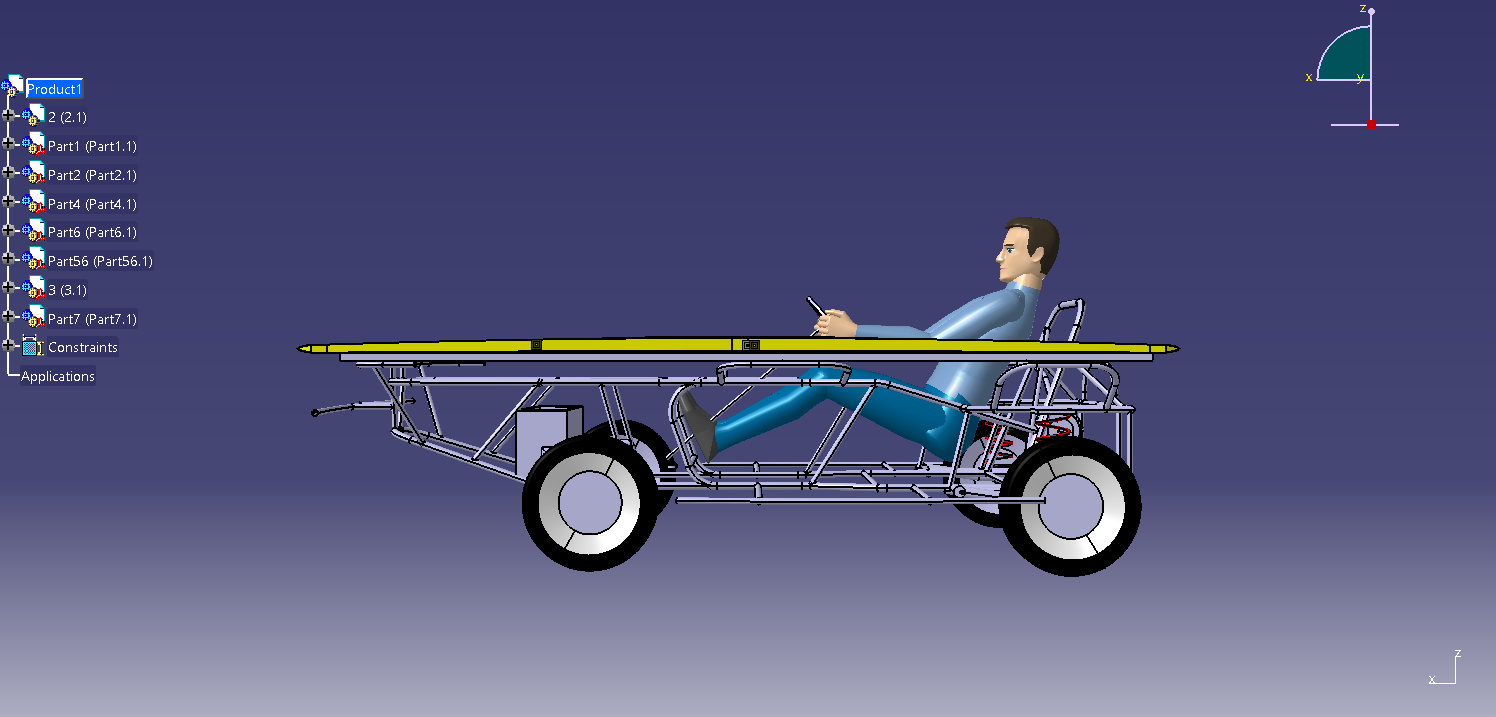 Product1
2 (2.1)
Part1 (Part1.1)
Part2 (Part2.1)
Part4 (Part4.1)
Part6 (Part6.1)
Part56 (Part56.1)
3 (3.1)
Part7 (Part7.1)
Constraints
Applications
z
x y
z
x